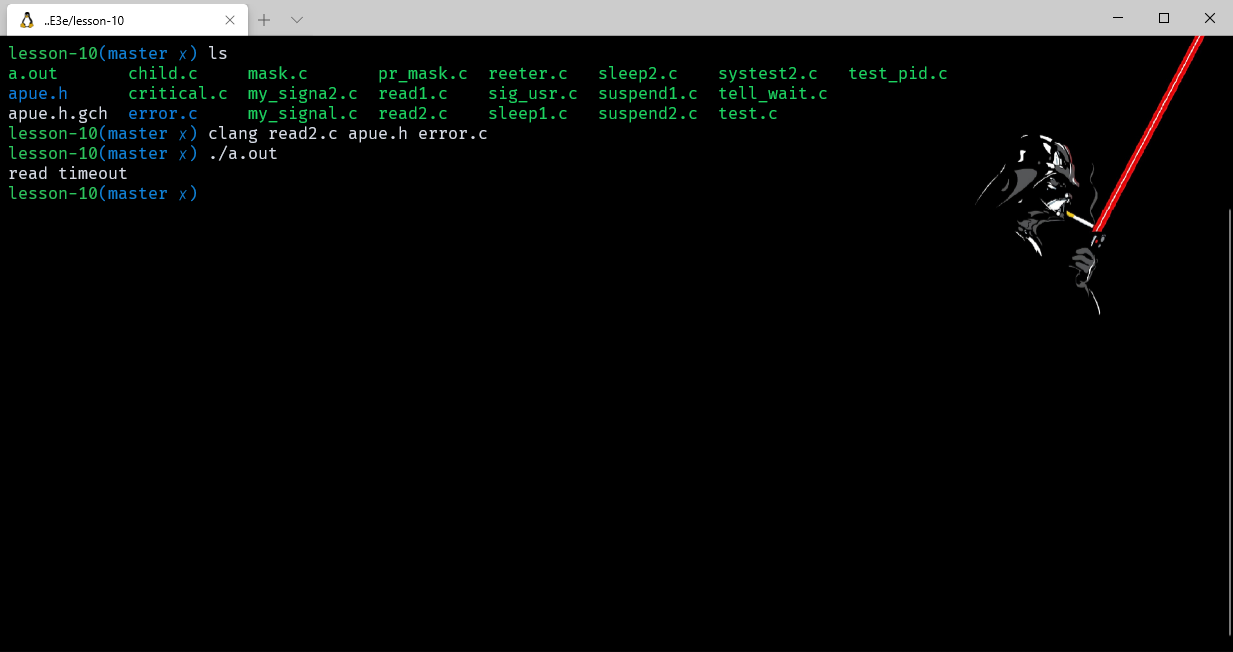 ..E3e/lesson-10
lesson-10(master ✗) ls
a.out child.c mask.c pr_mask.c reeter.c sleep2.c systest2.c test_pid.c
apue.h critical.c my_signa2.c read1.c sig_usr.c suspend1.c tell_wait.c
apue.h.gch error.c my_signal.c read2.c sleep1.c suspend2.c test.c
lesson-10(master ✗) clang read2.c apue.h error.c
lesson-10(master ✗) ./a.out
read timeout
lesson-10(master ✗)